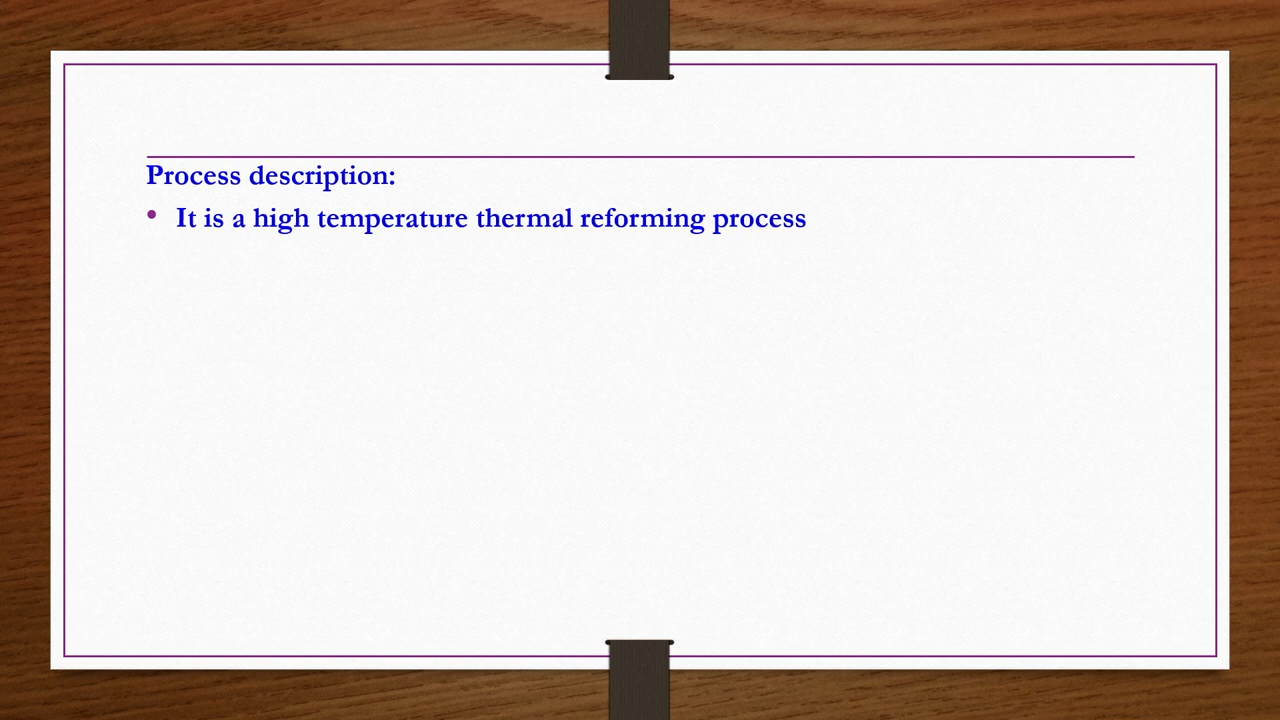 Process description:
• It is a high temperature thermal reforming process